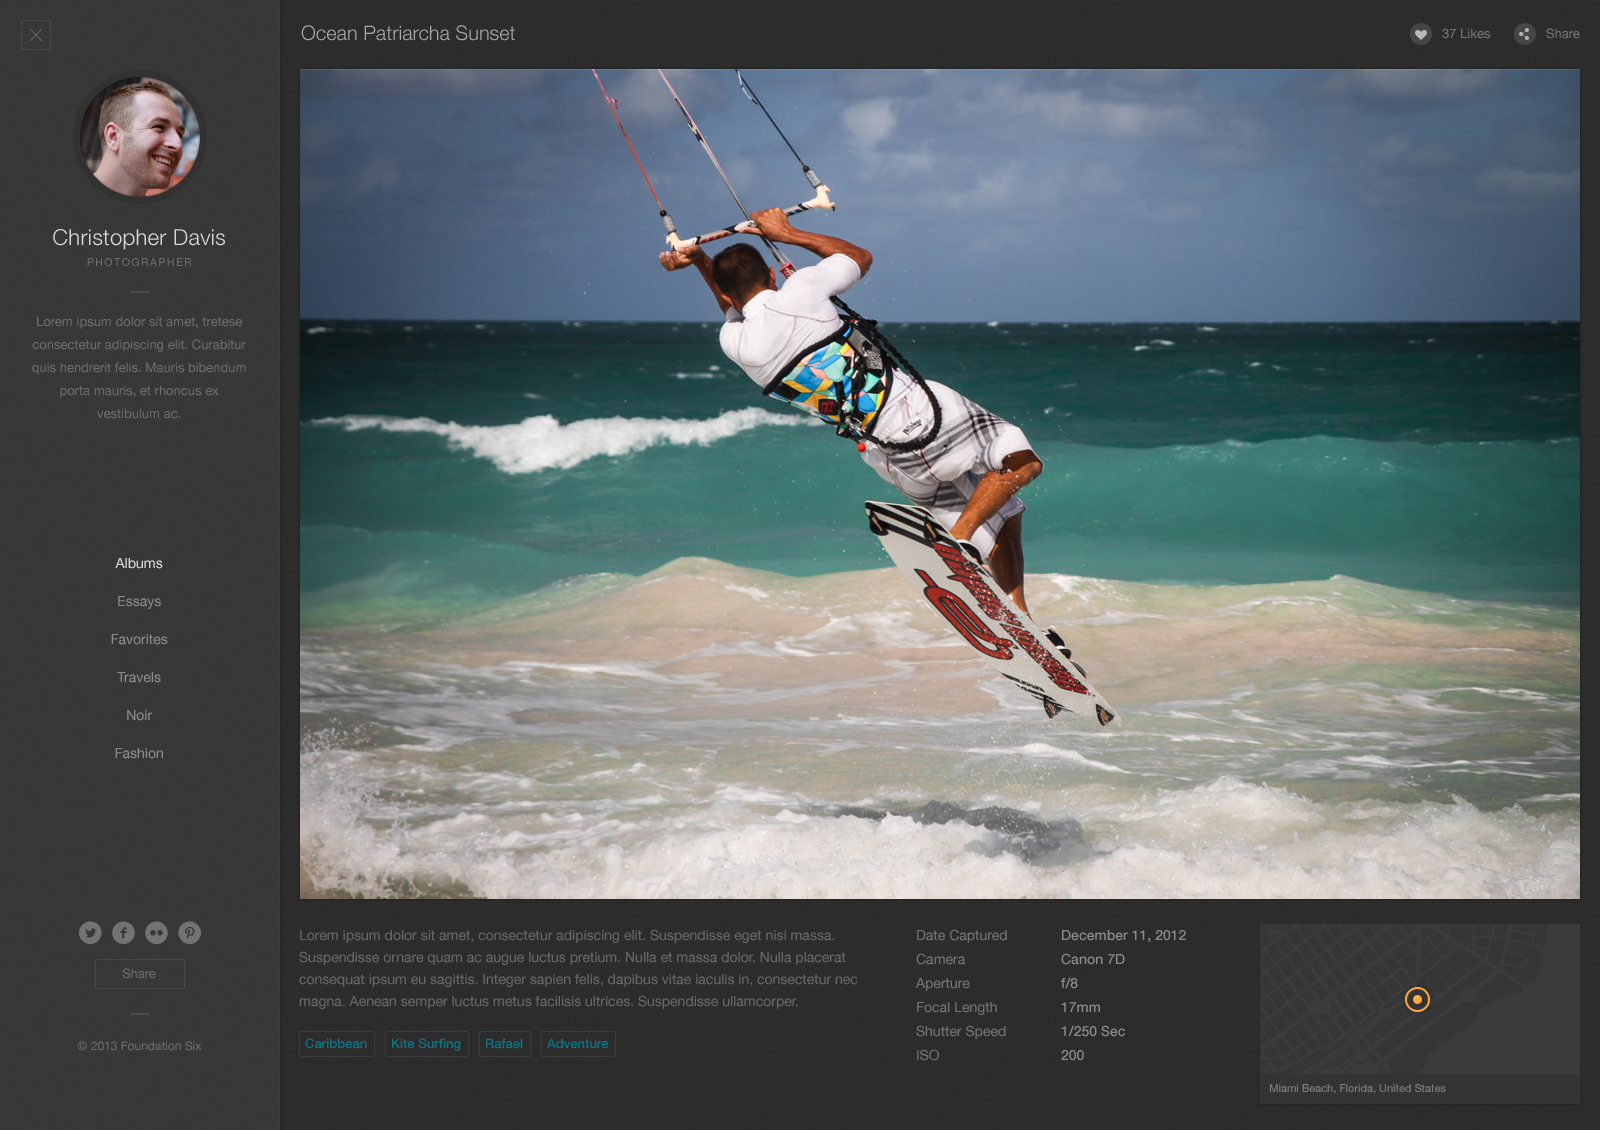 Ocean Patriarcha Sunset
37 Likes
Share
Christopher Davis
PHOTOGRAPHER
Lorem ipsum dolor sit amet, tretese
consectetur adipiscing elit. Curabitur
quis hendrerit felis. Mauris bibendum
porta mauris, et rhoncus ex
vestibulum ac.
Albums
Essays
Favorites
Travels
Noir
Fashion
Share
© 2013 Foundation Six
Lorem ipsum dolor sit amet, consectetur adipiscing elit. Suspendisse eget nisi massa.
Suspendisse ornare quam ac augue luctus pretium. Nulla et massa dolor. Nulla placerat
consequat ipsum eu sagittis. Integer sapien felis, dapibus vitae iaculis in, consectetur nec
magna. Aenean semper luctus metus facilisis ultrices. Suspendisse ullamcorper.
Caribbean
Kite Surfing
Rafael
Adventure
Date Captured December 11, 2012
Camera Canon 7D
Aperture f/8
Focal Length 17mm
Shutter Speed 1/250 Sec
ISO 200
Miami Beach, Florida, United States